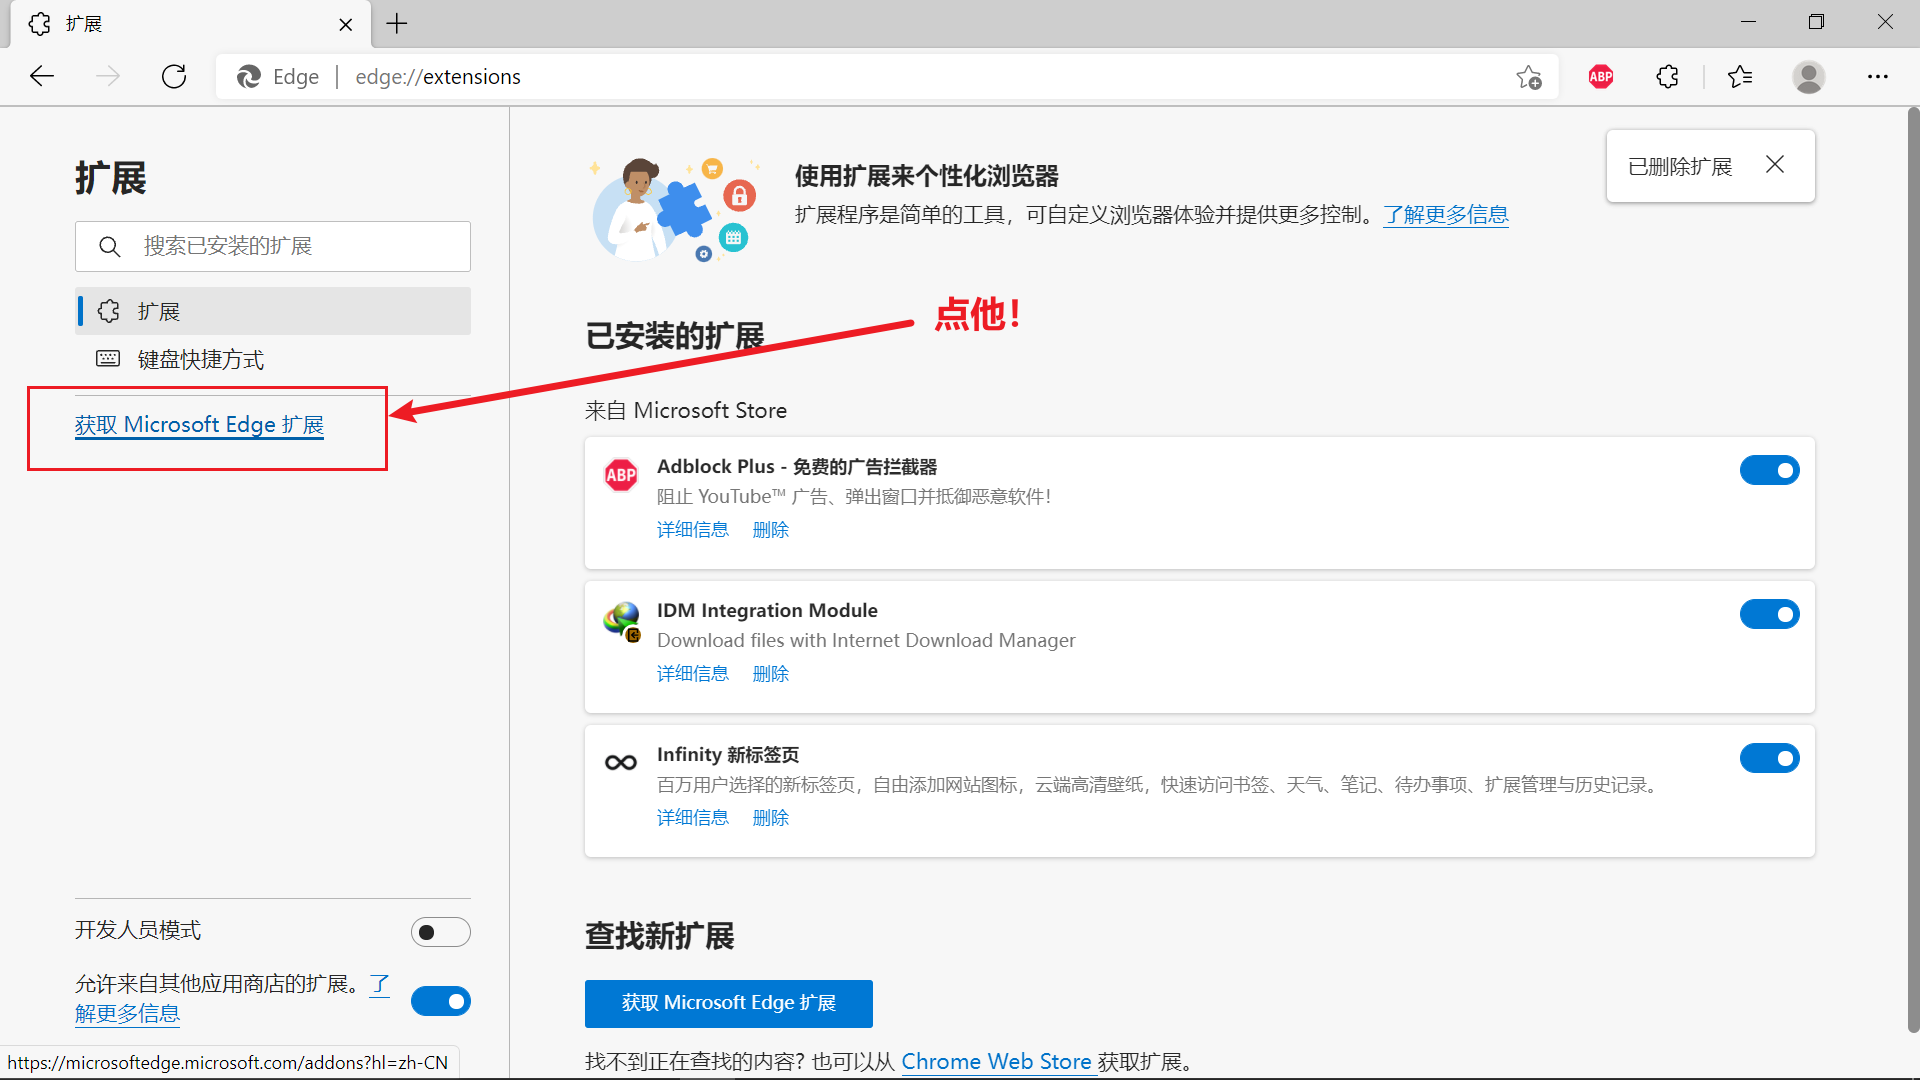 扩展
Edge
edge://extensions
ABP
扩展
搜索已安装的扩展
扩展
键盘快捷方式
获取 Microsoft Edge 扩展
开发人员模式
允许来自其他应用商店的扩展。了
解更多信息
https://microsoftedge.microsoft.com/addons?hl=zh-CN
使用扩展来个性化浏览器
扩展程序是简单的工具，可自定义浏览器体验并提供更多控制。了解更多信息
已删除扩展
点他！
已安装的扩展
来自 Microsoft Store
ABP
Adblock Plus - 免费的广告拦截器
阻止 YouTube™ 广告、弹出窗口并抵御恶意软件！
详细信息 删除
IDM Integration Module
Download files with Internet Download Manager
详细信息 删除
Infinity 新标签页
百万用户选择的新标签页，自由添加网站图标，云端高清壁纸，快速访问书签、天气、笔记、待办事项、扩展管理与历史记录。
详细信息 删除
查找新扩展
获取 Microsoft Edge 扩展
找不到正在查找的内容? 也可以从 Chrome Web Store 获取扩展。